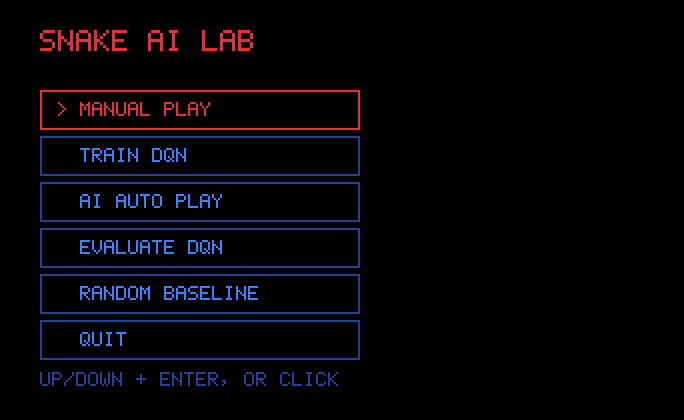 SNAKE AI LAB
> MANUAL PLAY
TRAIN DQN
AI AUTO PLAY
EVALUATE DQN
RANDOM BASELINE
QUIT
UP/DOWN + ENTER, OR CLICK